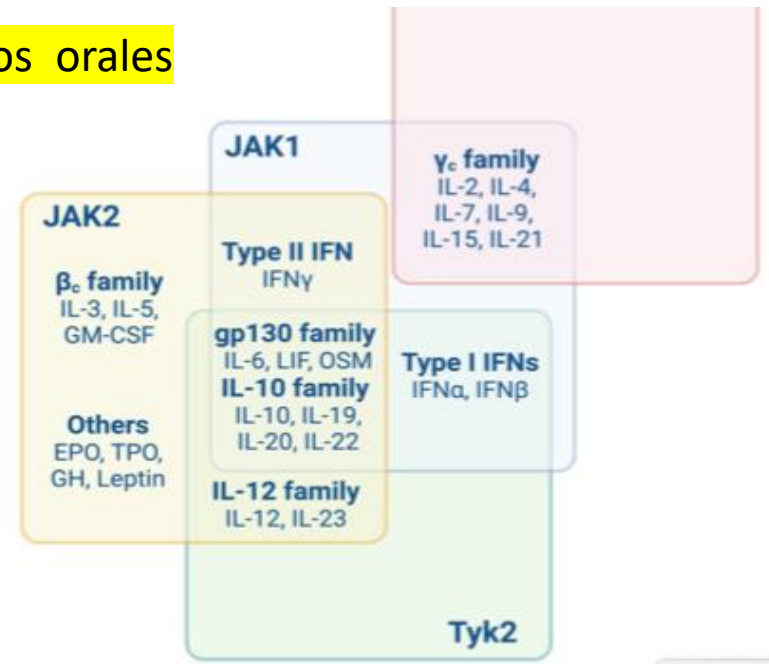 os orales
JAK1
γc family
IL-2, IL-4,
IL-7, IL-9,
IL-15, IL-21
JAK2
Type II IFN
IFNγ
βc family
IL-3, IL-5,
GM-CSF
gp130 family
IL-6, LIF, OSM
IL-10 family
IL-10, IL-19,
IL-20, IL-22
Type I IFNs
IFNα, IFNβ
Others
EPO, TPO,
GH, Leptin
IL-12 family
IL-12, IL-23
Tyk2